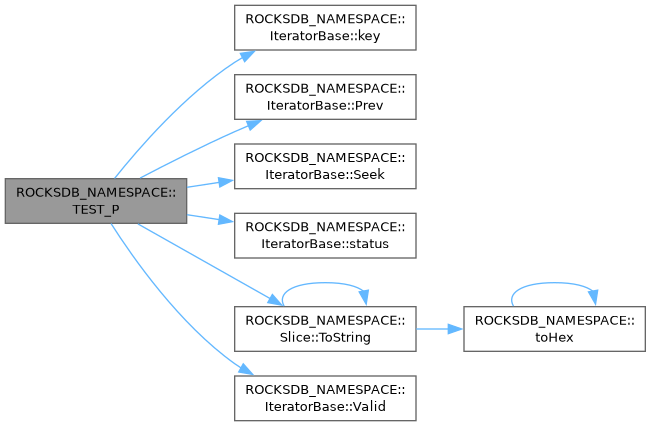 ROCKSDB_NAMESPACE::
IteratorBase::key
ROCKSDB_NAMESPACE::
IteratorBase::Prev
ROCKSDB_NAMESPACE::
IteratorBase::Seek
ROCKSDB_NAMESPACE::
TEST_P
ROCKSDB_NAMESPACE::
IteratorBase::status
ROCKSDB_NAMESPACE::
Slice::ToString
ROCKSDB_NAMESPACE::
toHex
ROCKSDB_NAMESPACE::
IteratorBase::Valid